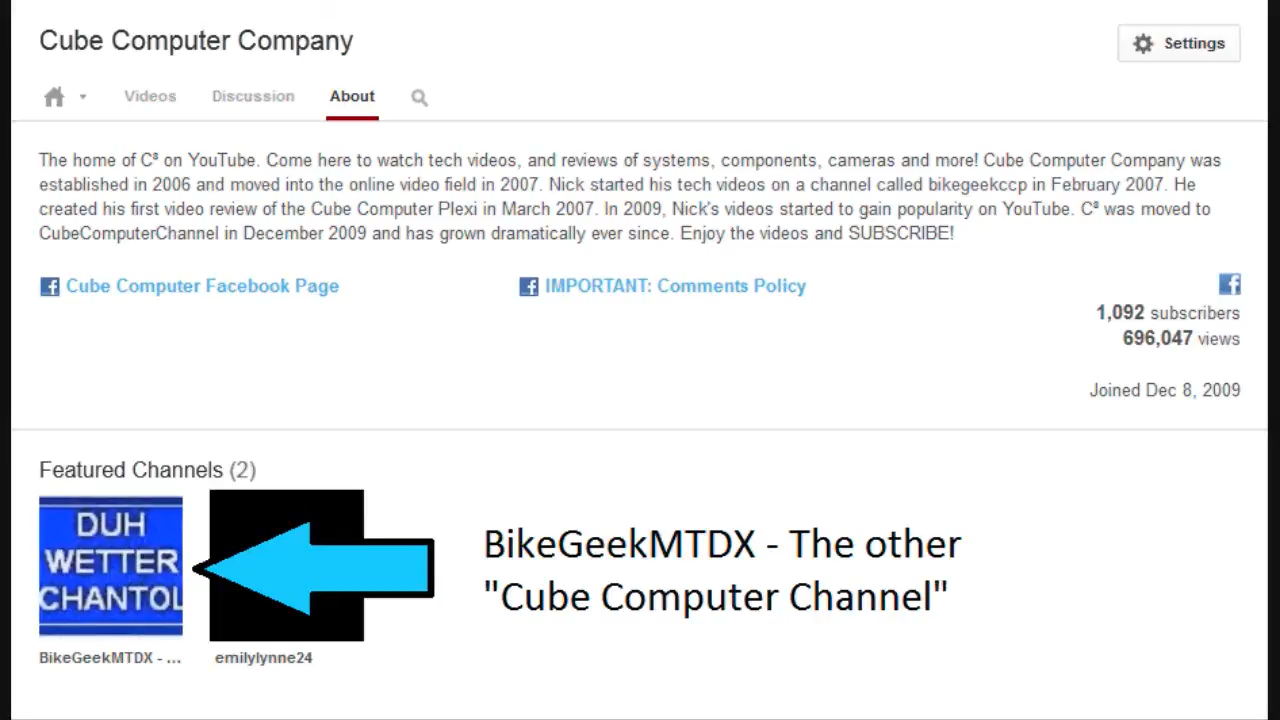 Cube Computer Company
Settings
Videos
Discussion
About
The home of C³ on YouTube. Come here to watch tech videos, and reviews of systems, components, cameras and more! Cube Computer Company was
established in 2006 and moved into the online video field in 2007. Nick started his tech videos on a channel called bikegeekccp in February 2007. He
created his first video review of the Cube Computer Plexi in March 2007. In 2009, Nick's videos started to gain popularity on YouTube. C³ was moved to
CubeComputerChannel in December 2009 and has grown dramatically ever since. Enjoy the videos and SUBSCRIBE!
Cube Computer Facebook Page
IMPORTANT: Comments Policy
1,092 subscribers
696,047 views
Joined Dec 8, 2009
Featured Channels (2)
DUH
WETTER
CHANTOL
BikeGeekMTDX - ...
emilylynne24
BikeGeekMTDX - The other
"Cube Computer Channel"